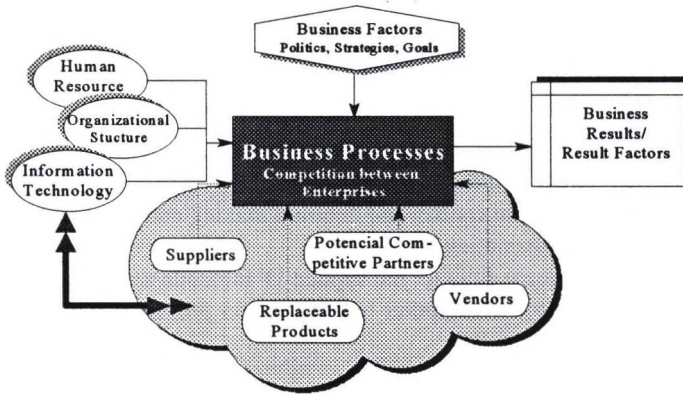 Business Factors
Politics, Strategies, Goals
Human
Resource
Organizational
Stucture
Information
Technology
Business Processes
Competition between
Enterprises
Business
Results/
Result Factors
Suppliers
Potencial Com-
petitive Partners
Replaceable
Products
Vendors